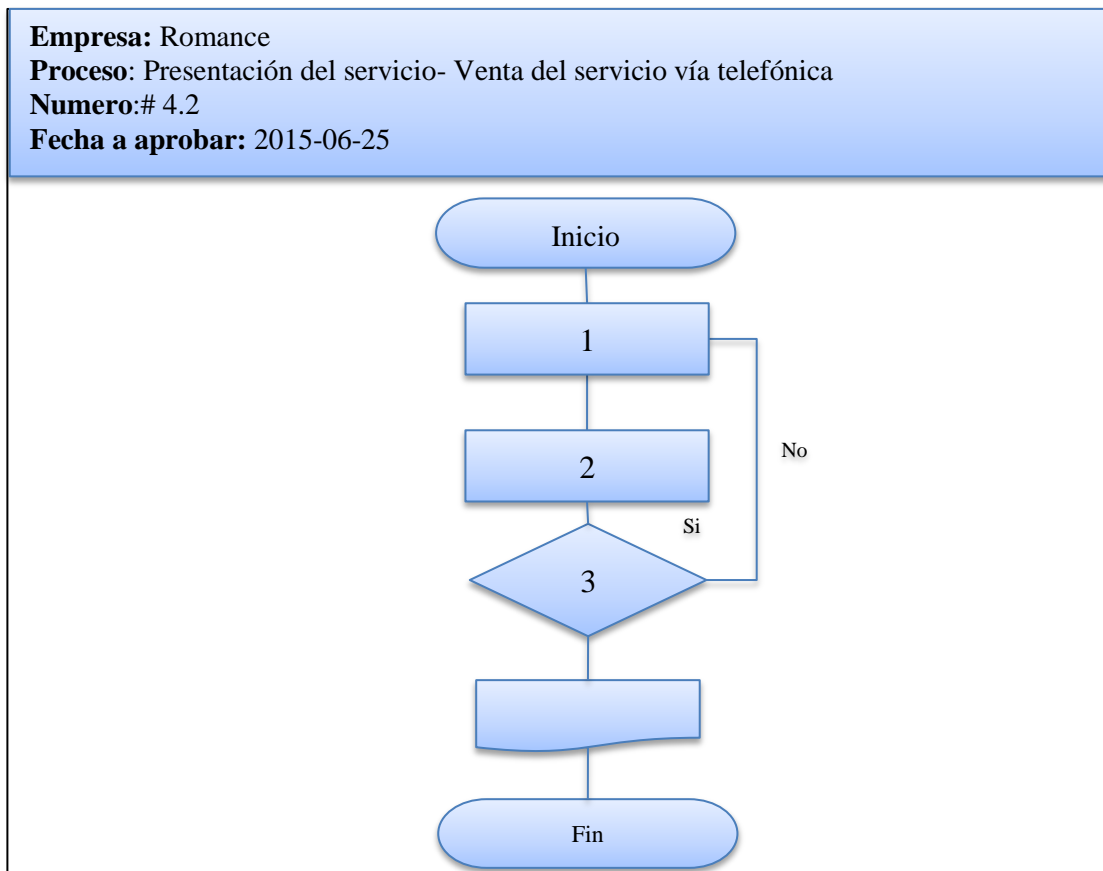 Empresa: Romance
Proceso: Presentación del servicio- Venta del servicio vía telefónica
Numero:# 4.2
Fecha a aprobar: 2015-06-25
Inicio
1
No
2
Si
3
Fin